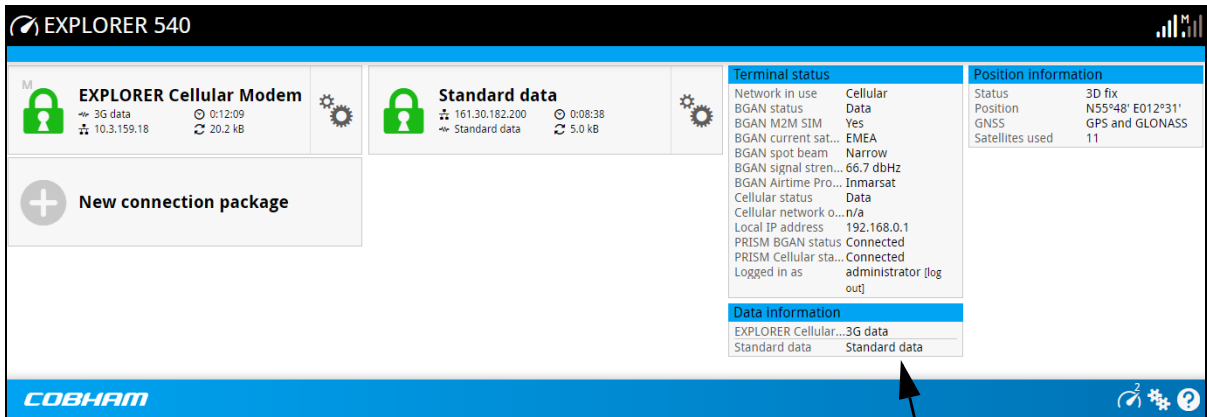 EXPLORER 540
M
M
EXPLORER Cellular Modem
3G data 0:12:09
10.3.159.18 20.2 kB
Standard data
161.30.182.200 0:08:38
Standard data 5.0 kB
New connection package
Terminal status
Network in use Cellular
BGAN status Data
BGAN M2M SIM Yes
BGAN current sat... EMEA
BGAN spot beam Narrow
BGAN signal stren... 66.7 dbHz
BGAN Airtime Pro... Inmarsat
Cellular status Data
Cellular network o... n/a
Local IP address 192.168.0.1
PRISM BGAN status Connected
PRISM Cellular sta... Connected
Logged in as administrator [log
out]
Data information
EXPLORER Cellular... 3G data
Standard data Standard data
Position information
Status 3D fix
Position N55°48' E012°31'
GNSS GPS and GLONASS
Satellites used 11
COBHAM
2
?